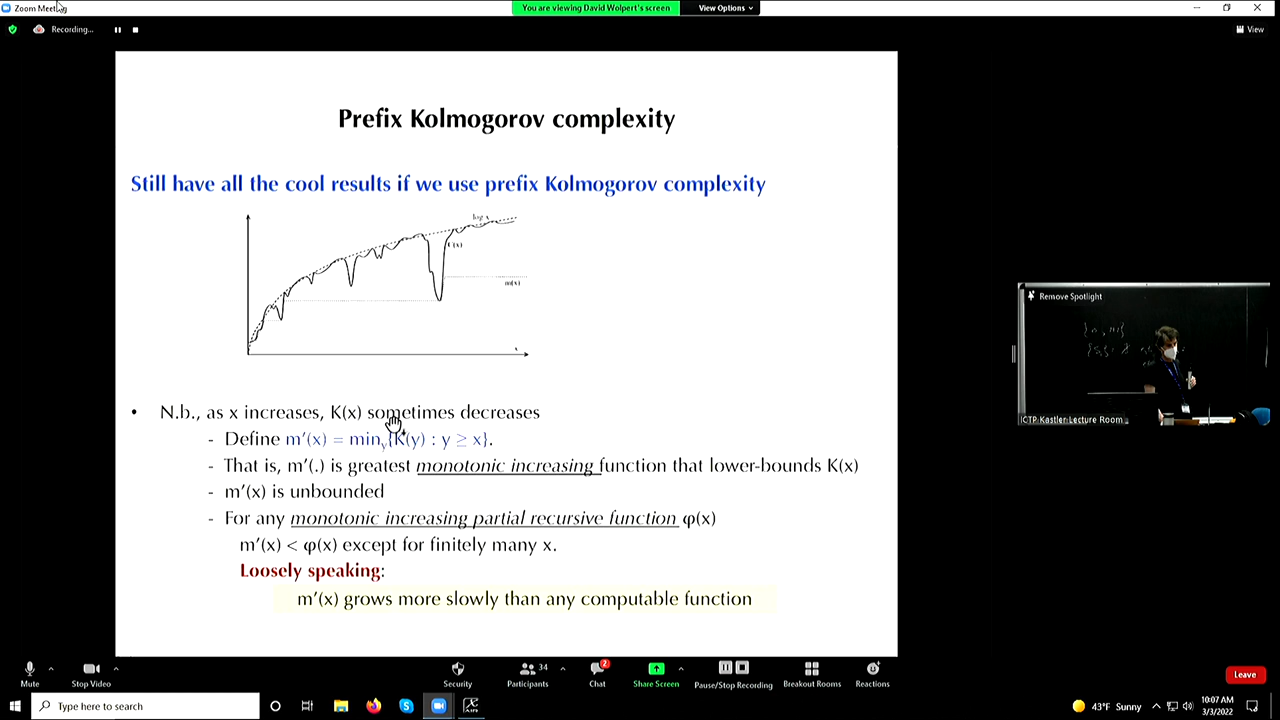 Zoom Meeting
You are viewing David Wolpert's screen
View Options
Recording...
View
Prefix Kolmogorov complexity
Still have all the cool results if we use prefix Kolmogorov complexity
log x
C(x)
m(x)
x
• N.b., as x increases, K(x) sometimes decreases
- Define m′(x) = min_y{K(y) : y ≥ x}.
- That is, m′(.) is greatest monotonic increasing function that lower-bounds K(x)
- m′(x) is unbounded
- For any monotonic increasing partial recursive function φ(x)
m′(x) < φ(x) except for finitely many x.
Loosely speaking:
m′(x) grows more slowly than any computable function
Remove Spotlight
ICTP Kastler Lecture Room
Mute
Stop Video
Security
34
Participants
2
Chat
Share Screen
Pause/Stop Recording
Breakout Rooms
Reactions
Leave
Type here to search
43°F Sunny
10:07 AM
3/3/2022